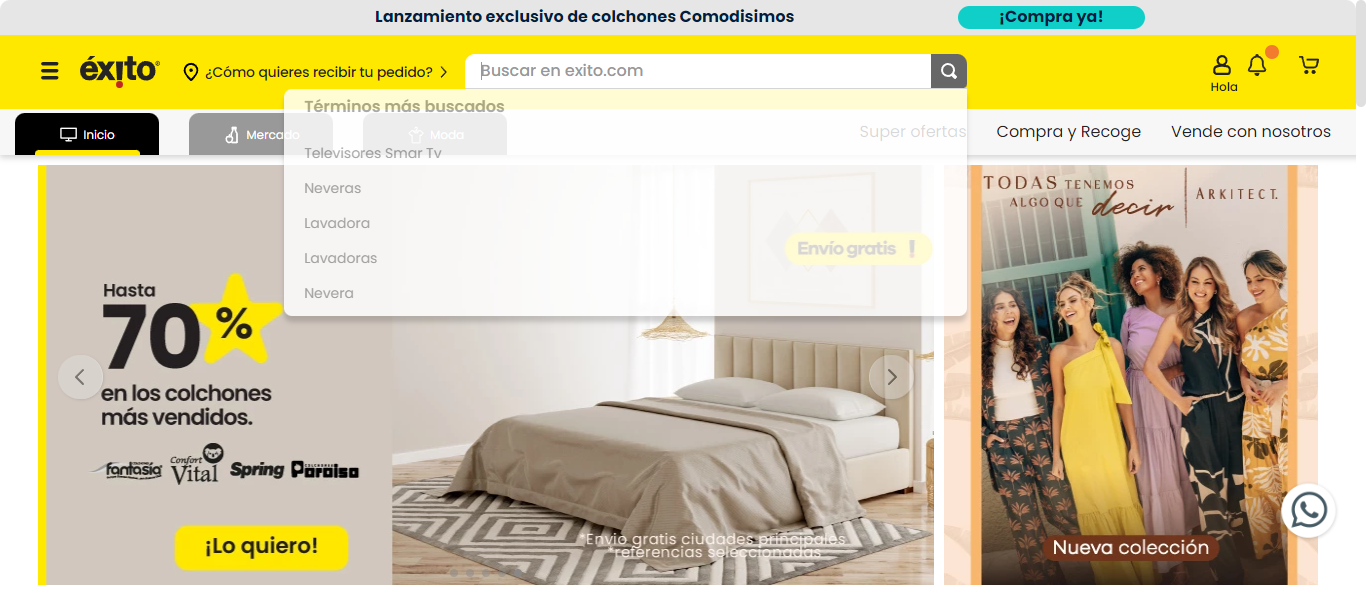 Lanzamiento exclusivo de colchones Comodisimos
¡Compra ya!
éxito
¿Cómo quieres recibir tu pedido?
Buscar en exito.com
Hola
Términos más buscados
Inicio
Mercado
Moda
Super ofertas
Compra y Recoge
Vende con nosotros
Televisores Smar Tv
Neveras
Lavadora
Lavadoras
Nevera
Envío gratis !
Hasta
70%
en los colchones
más vendidos.
fantasía
Confort Vital
Spring
COLCHONES Paraíso
¡Lo quiero!
*Envio gratis ciudades principales
*referencias seleccionadas
TODAS TENEMOS
ALGO QUE decir
ARKITECT.
Nueva colección